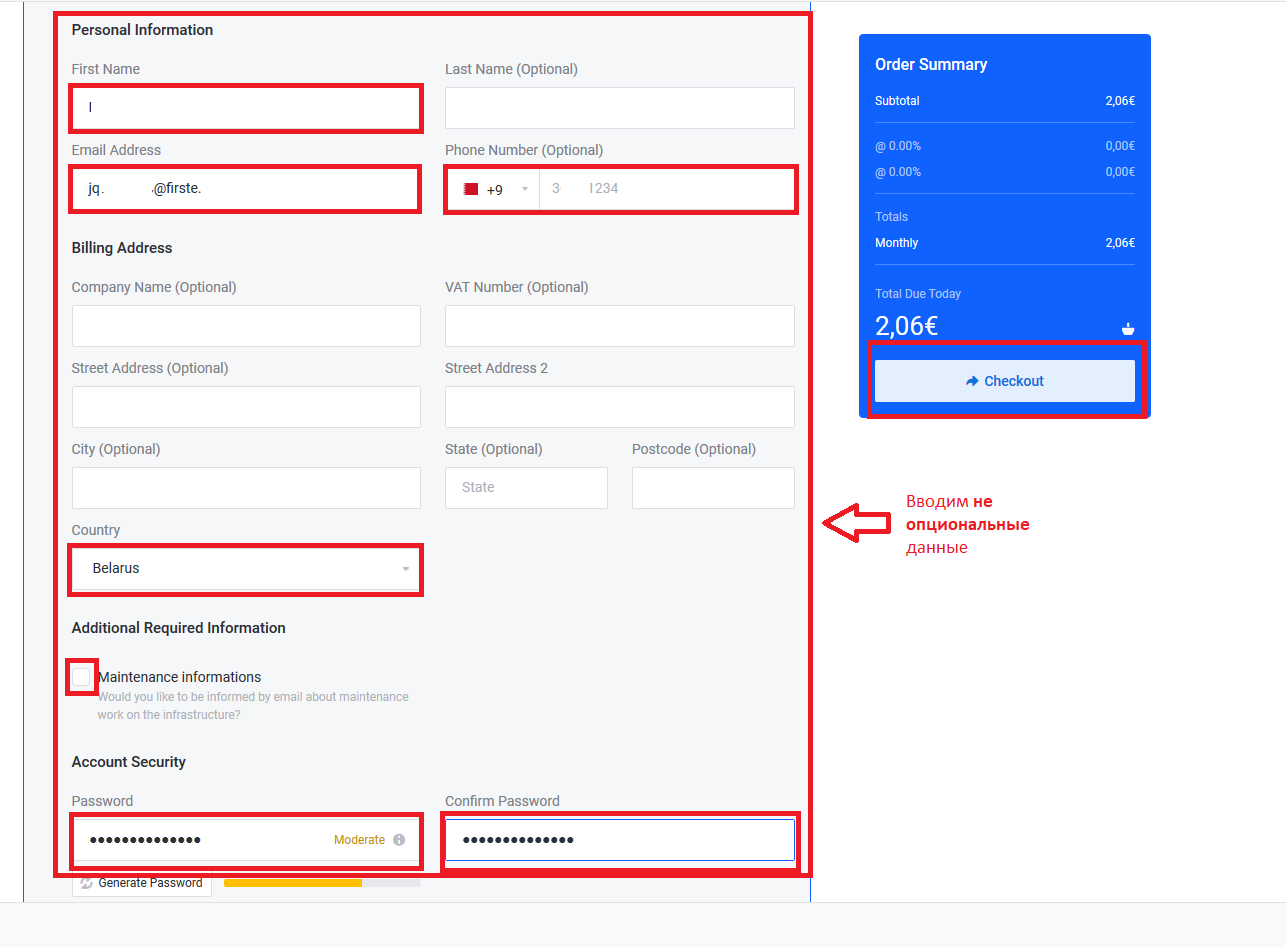 Personal Information
First Name
Last Name (Optional)
I
Email Address
Phone Number (Optional)
jq. @firste.
+9 3 1234
Billing Address
Company Name (Optional)
VAT Number (Optional)
Street Address (Optional)
Street Address 2
City (Optional)
State (Optional)
Postcode (Optional)
State
Country
Belarus
Additional Required Information
Maintenance informations
Would you like to be informed by email about maintenance
work on the infrastructure?
Account Security
Password
Confirm Password
●●●●●●●●●●●●●● Moderate
●●●●●●●●●●●●●●
Generate Password
Order Summary
Subtotal 2,06€
@ 0.00% 0,00€
@ 0.00% 0,00€
Totals
Monthly 2,06€
Total Due Today
2,06€
Checkout
Вводим не
опциональные
данные